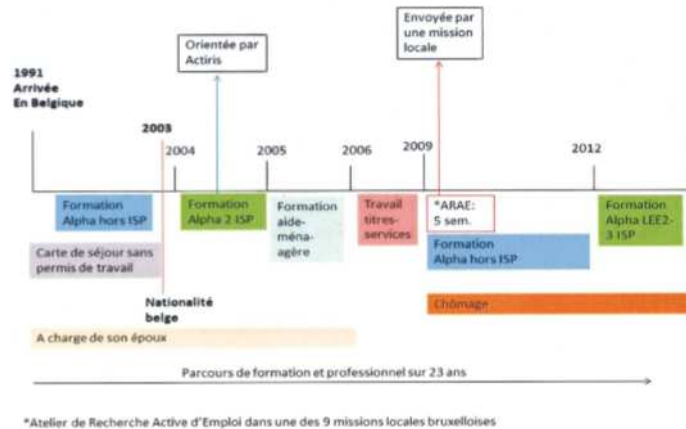 Envoyée par
une mission
locale
Orientée par
Actiris
1991
Arrivée
En Belgique
2003
2004
2005
2006
2009
2012
Formation
Alpha hors ISP
Formation
Alpha 2 ISP
Formation
aide-
ména-
agère
Travail
titres-
services
*ARAE:
5 sem.
Formation
Alpha LEE2-
3 ISP
Carte de séjour sans
permis de travail
Formation
Alpha hors ISP
Nationalité
belge
Chômage
A charge de son époux
Parcours de formation et professionnel sur 23 ans
*Atelier de Recherche Active d'Emploi dans une des 9 missions locales bruxelloises